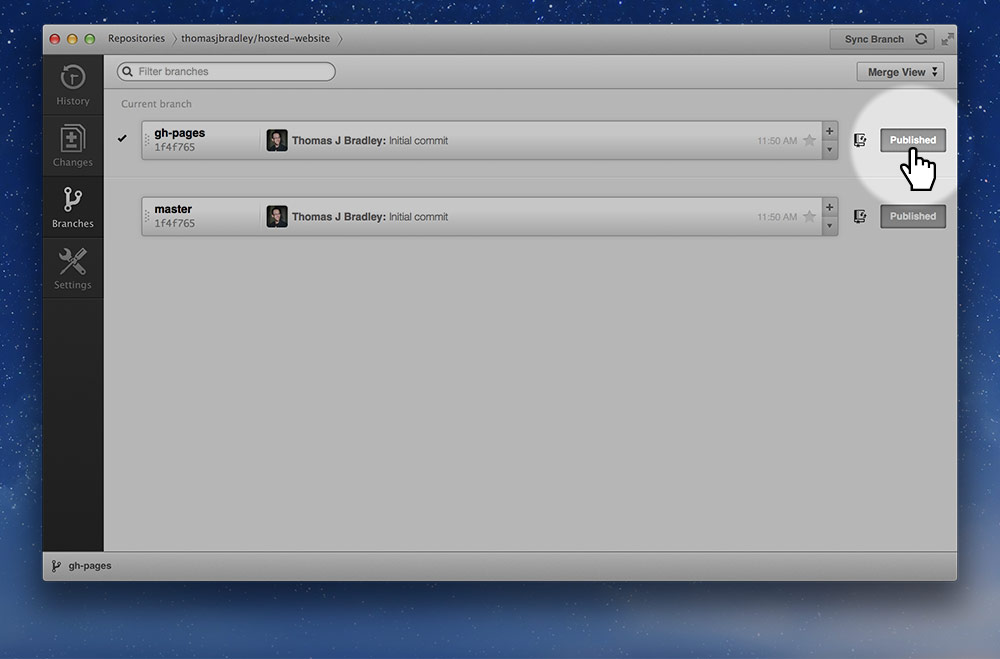 Repositories thomasjbradley/hosted-website
Sync Branch
History
Changes
Branches
Settings
Filter branches
Merge View
Current branch
gh-pages
1f4f765
Thomas J Bradley: Initial commit
11:50 AM
Published
master
1f4f765
Thomas J Bradley: Initial commit
11:50 AM
Published
gh-pages